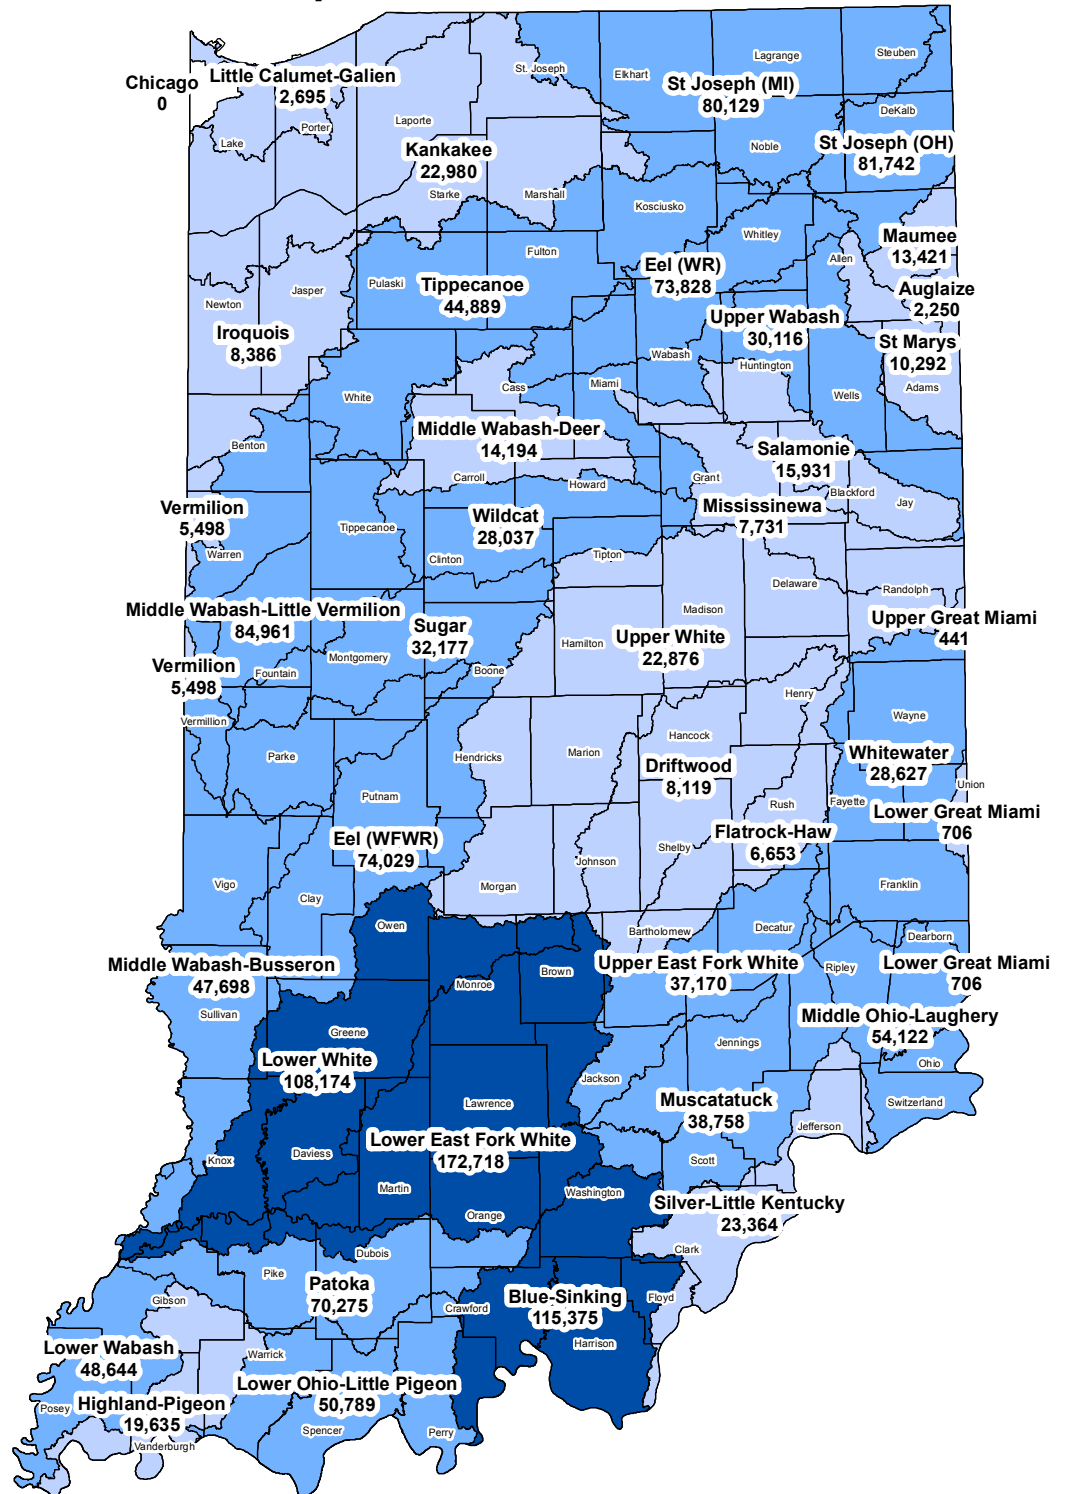 Lagrange
Steuben
St. Joseph
Elkhart
Chicago
0
Little Calumet-Galien
2,695
St Joseph (MI)
80,129
DeKalb
Laporte
Porter
Lake
Noble
St Joseph (OH)
81,742
Kankakee
22,980
Starke
Marshall
Kosciusko
Whitley
Maumee
13,421
Fulton
Allen
Eel (WR)
73,828
Pulaski
Tippecanoe
44,889
Jasper
Newton
Auglaize
2,250
Upper Wabash
30,116
Iroquois
8,386
St Marys
10,292
Wabash
Huntington
Cass
Miami
Adams
White
Wells
Middle Wabash-Deer
14,194
Benton
Salamonie
15,931
Carroll
Howard
Grant
Blackford
Jay
Vermilion
5,498
Wildcat
28,037
Mississinewa
7,731
Tippecanoe
Warren
Clinton
Tipton
Delaware
Randolph
Middle Wabash-Little Vermilion
84,961
Madison
Upper Great Miami
441
Sugar
32,177
Hamilton
Upper White
22,876
Montgomery
Vermilion
5,498
Fountain
Boone
Henry
Vermillion
Wayne
Hancock
Parke
Hendricks
Marion
Whitewater
28,627
Driftwood
8,119
Union
Putnam
Rush
Fayette
Lower Great Miami
706
Eel (WFWR)
74,029
Flatrock-Haw
6,653
Shelby
Johnson
Vigo
Morgan
Franklin
Clay
Owen
Bartholomew
Decatur
Dearborn
Middle Wabash-Busseron
47,698
Upper East Fork White
37,170
Ripley
Lower Great Miami
706
Brown
Monroe
Sullivan
Middle Ohio-Laughery
54,122
Greene
Jennings
Lower White
108,174
Ohio
Jackson
Lawrence
Muscatatuck
38,758
Switzerland
Jefferson
Lower East Fork White
172,718
Daviess
Knox
Scott
Martin
Washington
Silver-Little Kentucky
23,364
Orange
Dubois
Clark
Pike
Patoka
70,275
Blue-Sinking
115,375
Gibson
Crawford
Floyd
Harrison
Lower Wabash
48,644
Warrick
Lower Ohio-Little Pigeon
50,789
Posey
Highland-Pigeon
19,635
Spencer
Perry
Vanderburgh